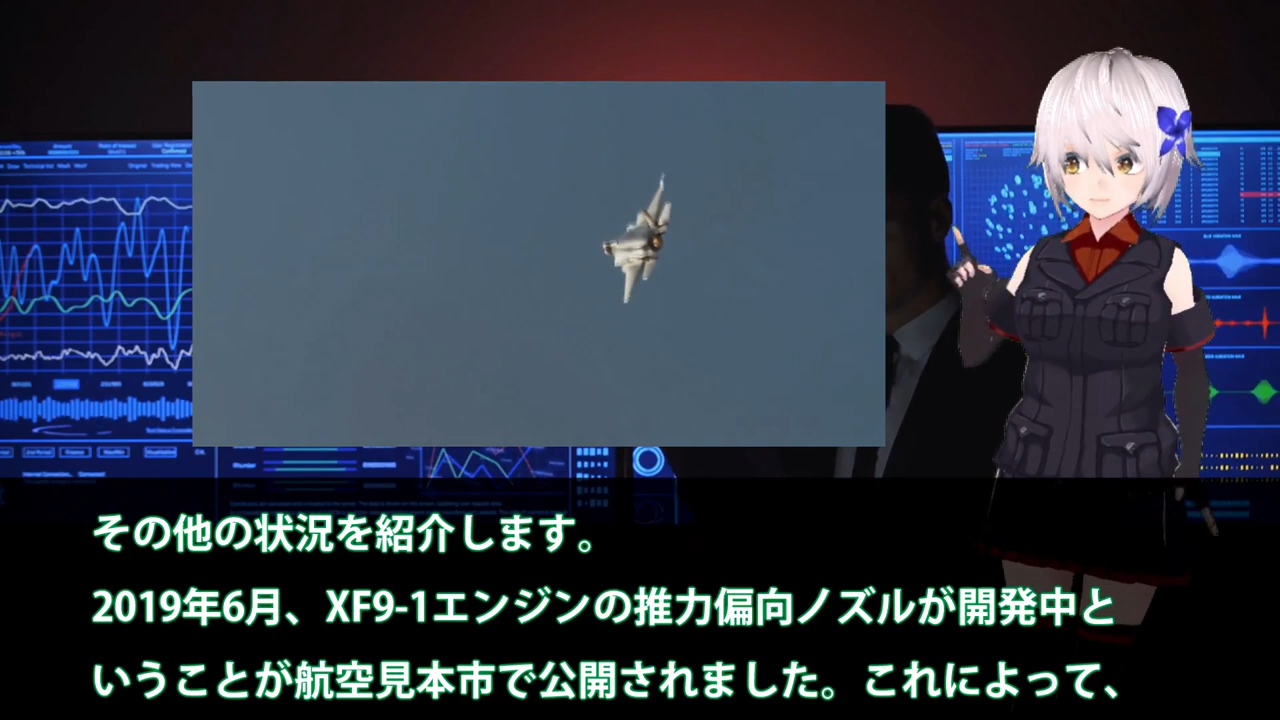 その他の状況を紹介します。
2019年6月、XF9-1エンジンの推力偏向ノズルが開発中と
いうことが航空見本市で公開されました。これによって、